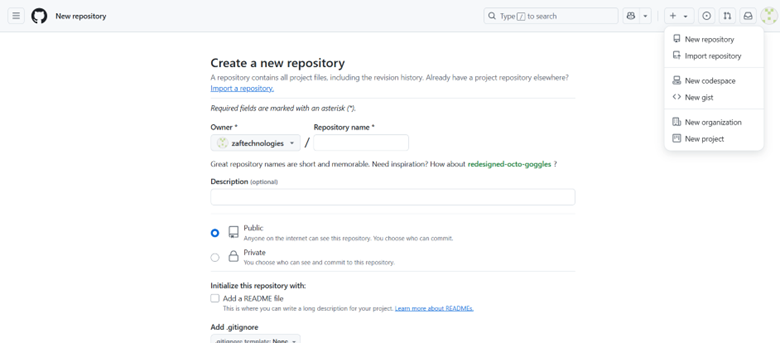 New repository
Type / to search
New repository
Import repository
New codespace
New gist
New organization
New project
Create a new repository
A repository contains all project files, including the revision history. Already have a project repository elsewhere?
Import a repository.
Required fields are marked with an asterisk (*).
Owner * Repository name *
zaftechnologies /
Great repository names are short and memorable. Need inspiration? How about redesigned-octo-goggles ?
Description (optional)
Public
Anyone on the internet can see this repository. You choose who can commit.
Private
You choose who can see and commit to this repository.
Initialize this repository with:
Add a README file
This is where you can write a long description for your project. Learn more about READMEs.
Add .gitignore
.gitignore template: None